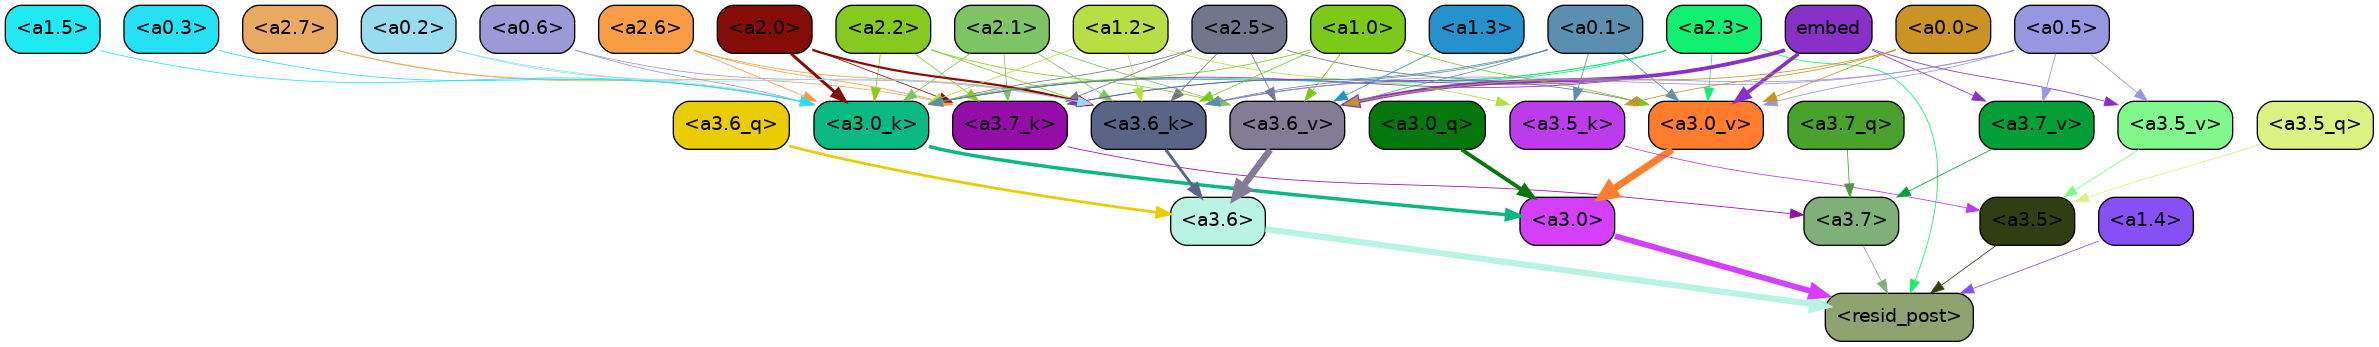 <a1.5> <a0.3> <a2.7> <a0.2> <a0.6> <a2.6> <a2.0> <a2.2> <a2.1> <a1.2> <a2.5> <a1.0> <a1.3> <a0.1> <a2.3> embed <a0.0> <a0.5>
<a3.6_q> <a3.0_k> <a3.7_k> <a3.6_k> <a3.6_v> <a3.0_q> <a3.5_k> <a3.0_v> <a3.7_q> <a3.7_v> <a3.5_v> <a3.5_q>
<a3.6> <a3.0> <a3.7> <a3.5> <a1.4>
<resid_post>